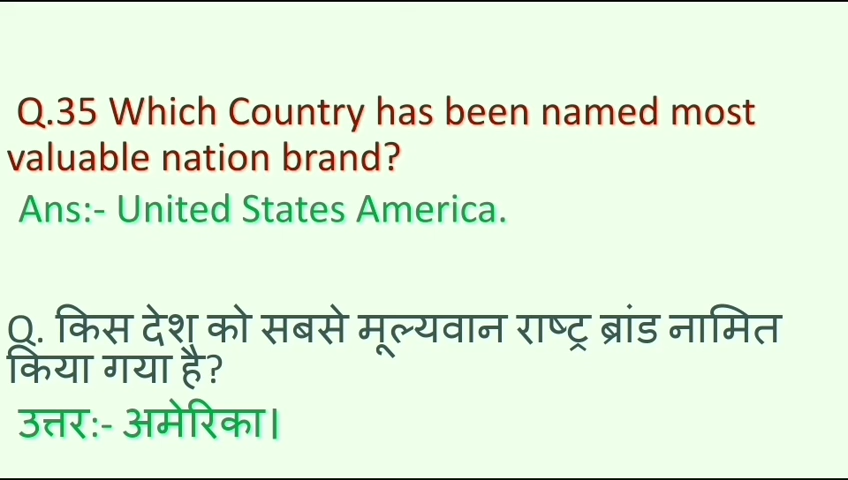 Q.35 Which Country has been named most
valuable nation brand?
Ans:- United States America.
Q. किस देश को सबसे मूल्यवान राष्ट्र ब्रांड नामित
किया गया है?
उत्तर:- अमेरिका।